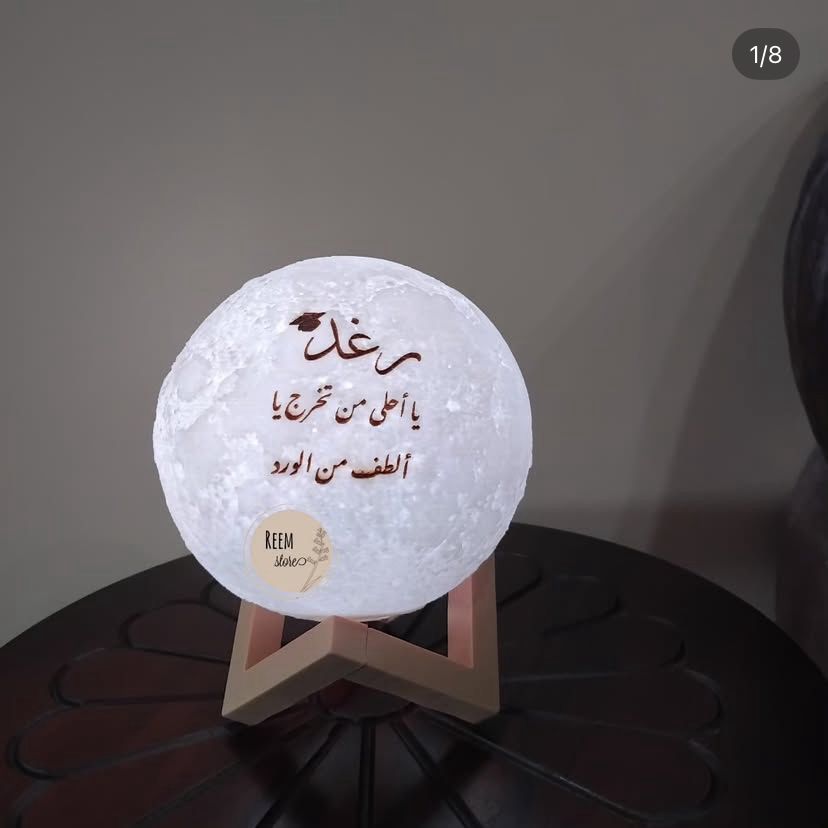 1/8
رغد
يا أحلى من تخرج يا
ألطف من الورد
REEM
store